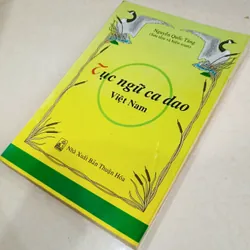 Nguyễn Quốc Tăng
Tục ngữ ca dao
Việt Nam
Nhà Xuất Bản Thuận Hóa